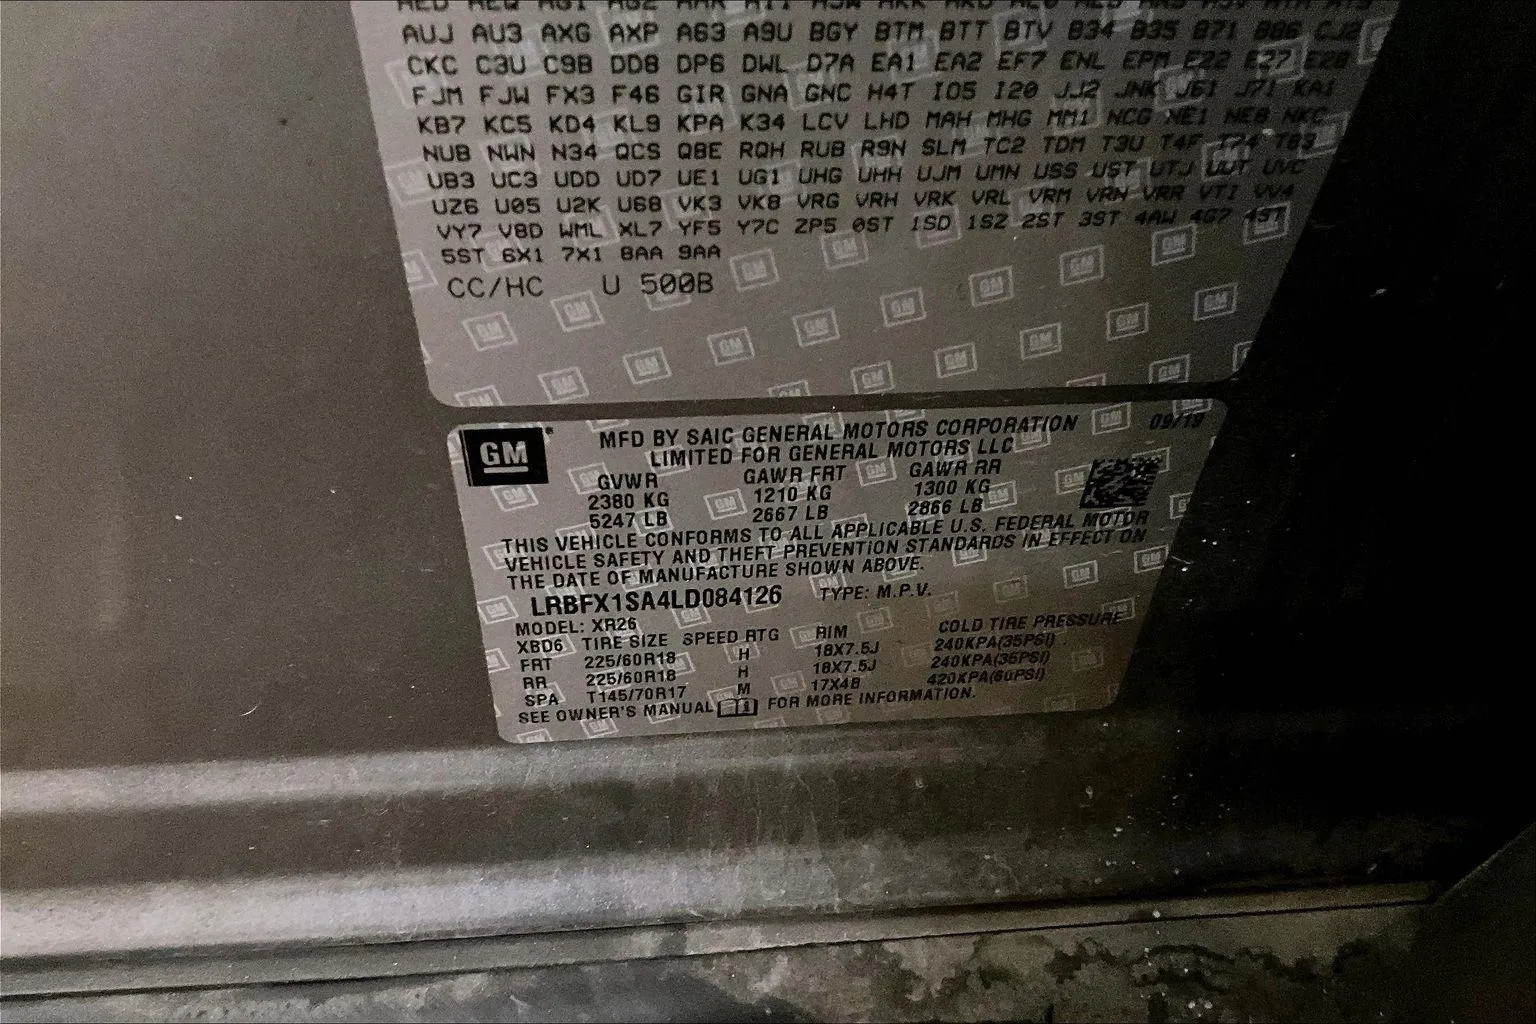 AUJ AU3 AXG AXP A63 A9U BGY BTM BTT BTV B34 B35 B71 B86 CJ2
CKC C3U C9B DD8 DP6 DWL D7A EA1 EA2 EF7 ENL EPM E22 E27 E28
FJM FJW FX3 F46 GIR GNA GNC H4T IO5 I20 JJ2 JNK J61 J71 KA1
KB7 KC5 KD4 KL9 KPA K34 LCV LHD MAH MHG MM1 NCG NE1 NE8 NKC
NUB NWN N34 QCS Q8E RQH RUB R9N SLM TC2 TDM T3U T4F T74 T83
UB3 UC3 UDD UD7 UE1 UG1 UHG UHH UJM UMN USS UST UTJ UUT UVC
UZ6 U05 U2K U68 VK3 VK8 VRG VRH VRK VRL VRM VRN VRR VTI VV4
VY7 V8D WML XL7 YF5 Y7C ZP5 0ST 1SD 1SZ 2ST 3ST 4AW 4G7 4ST
5ST 6X1 7X1 8AA 9AA
CC/HC U 500B
GM
MFD BY SAIC GENERAL MOTORS CORPORATION 09/19
LIMITED FOR GENERAL MOTORS LLC
GVWR GAWR FRT GAWR RR
2380 KG 1210 KG 1300 KG
5247 LB 2667 LB 2866 LB
THIS VEHICLE CONFORMS TO ALL APPLICABLE U.S. FEDERAL MOTOR
VEHICLE SAFETY AND THEFT PREVENTION STANDARDS IN EFFECT ON
THE DATE OF MANUFACTURE SHOWN ABOVE.
LRBFX1SA4LD084126 TYPE: M.P.V.
MODEL: XR26
XBD6 TIRE SIZE SPEED RTG RIM COLD TIRE PRESSURE
FRT 225/60R18 H 18X7.5J 240KPA(35PSI)
RR 225/60R18 H 18X7.5J 240KPA(35PSI)
SPA T145/70R17 M 17X4B 420KPA(60PSI)
SEE OWNER'S MANUAL FOR MORE INFORMATION.